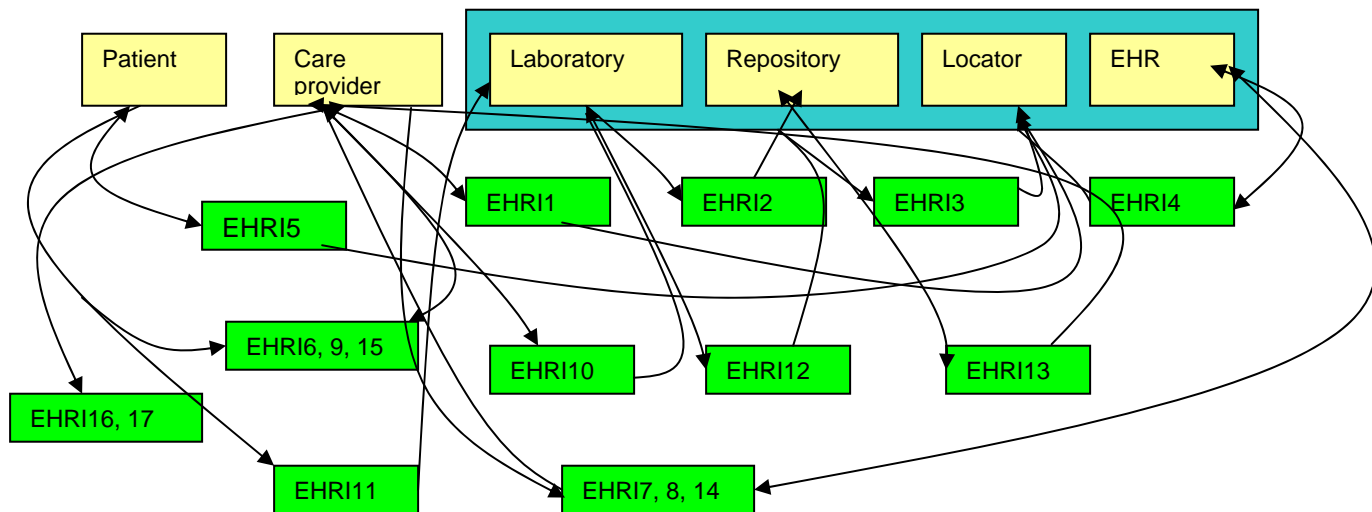 Patient
Care
provider
Laboratory
Repository
Locator
EHR
EHRI1
EHRI2
EHRI3
EHRI4
EHRI5
EHRI6, 9, 15
EHRI10
EHRI12
EHRI13
EHRI16, 17
EHRI11
EHRI7, 8, 14